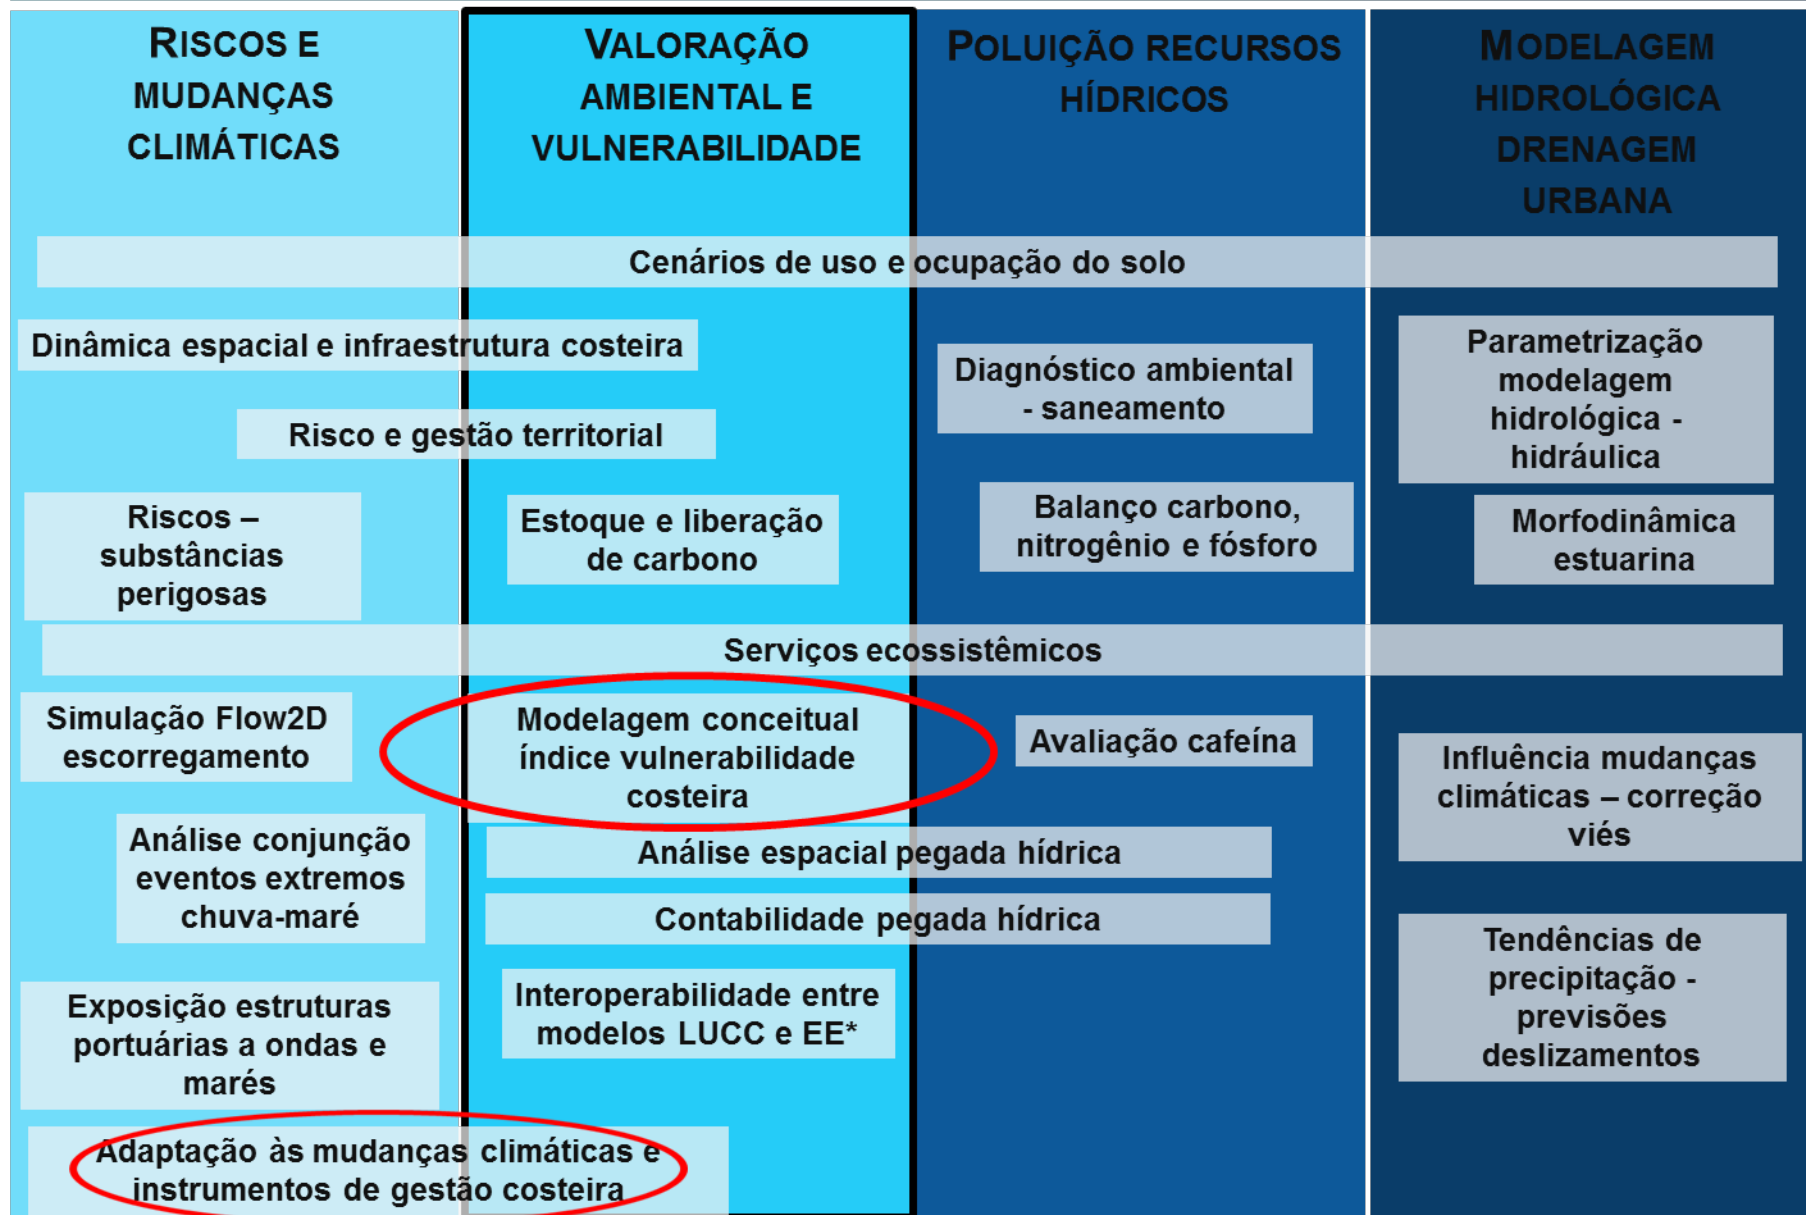 RISCOS E
MUDANÇAS
CLIMÁTICAS
VALORAÇÃO
AMBIENTAL E
VULNERABILIDADE
POLUIÇÃO RECURSOS
HÍDRICOS
MODELAGEM
HIDROLÓGICA
DRENAGEM
URBANA
Cenários de uso e ocupação do solo
Dinâmica espacial e infraestrutura costeira
Risco e gestão territorial
Diagnóstico ambiental
- saneamento
Parametrização
modelagem
hidrológica -
hidráulica
Riscos –
substâncias
perigosas
Estoque e liberação
de carbono
Balanço carbono,
nitrogênio e fósforo
Morfodinâmica
estuarina
Serviços ecossistêmicos
Simulação Flow2D
escorregamento
Modelagem conceitual
índice vulnerabilidade
costeira
Avaliação cafeína
Influência mudanças
climáticas – correção
viés
Análise conjunção
eventos extremos
chuva-maré
Análise espacial pegada hídrica
Contabilidade pegada hídrica
Tendências de
precipitação -
previsões
deslizamentos
Exposição estruturas
portuárias a ondas e
marés
Interoperabilidade entre
modelos LUCC e EE*
Adaptação às mudanças climáticas e
instrumentos de gestão costeira